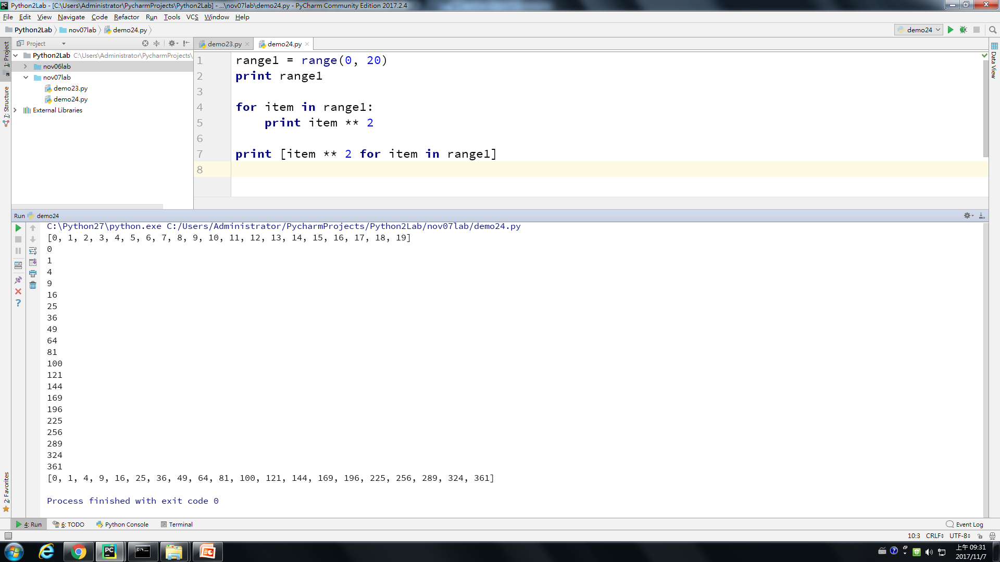 Python2Lab - [C:\Users\Administrator\PycharmProjects\Python2Lab] - ...\nov07lab\demo24.py - PyCharm Community Edition 2017.2.4
File Edit View Navigate Code Refactor Run Tools VCS Window Help
Python2Lab nov07lab demo24.py demo24
1: Project
7: Structure
2: Favorites
Data View
Project
Python2Lab C:\Users\Administrator\PycharmProjects\
nov06lab
nov07lab
demo23.py
demo24.py
External Libraries
demo23.py demo24.py
1 range1 = range(0, 20)
2 print range1
3
4 for item in range1:
5 print item ** 2
6
7 print [item ** 2 for item in range1]
8
Run demo24
C:\Python27\python.exe C:/Users/Administrator/PycharmProjects/Python2Lab/nov07lab/demo24.py
[0, 1, 2, 3, 4, 5, 6, 7, 8, 9, 10, 11, 12, 13, 14, 15, 16, 17, 18, 19]
0
1
4
9
16
25
36
49
64
81
100
121
144
169
196
225
256
289
324
361
[0, 1, 4, 9, 16, 25, 36, 49, 64, 81, 100, 121, 144, 169, 196, 225, 256, 289, 324, 361]
Process finished with exit code 0
4: Run 6: TODO Python Console Terminal Event Log
10:3 CRLF UTF-8
上午 09:31
2017/11/7